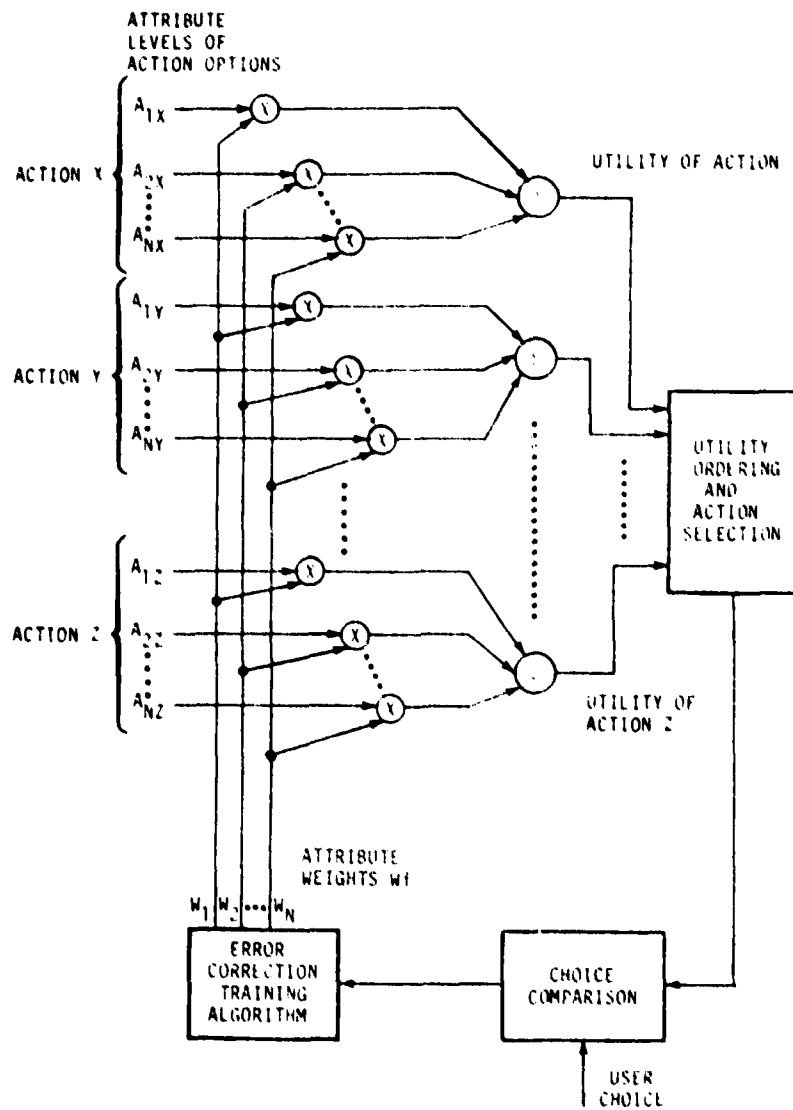 ATTRIBUTE
LEVELS OF
ACTION OPTIONS
A1X
X
ACTION X
A2X
X
UTILITY OF ACTION
ANX
X
A1Y
X
ACTION Y
A2Y
X
ANY
X
UTILITY
ORDERING
AND
ACTION
SELECTION
A1Z
X
ACTION Z
A2Z
X
ANZ
X
UTILITY OF
ACTION Z
ATTRIBUTE
WEIGHTS Wi
W1 W2 •••• WN
ERROR
CORRECTION
TRAINING
ALGORITHM
CHOICE
COMPARISON
USER
CHOICE